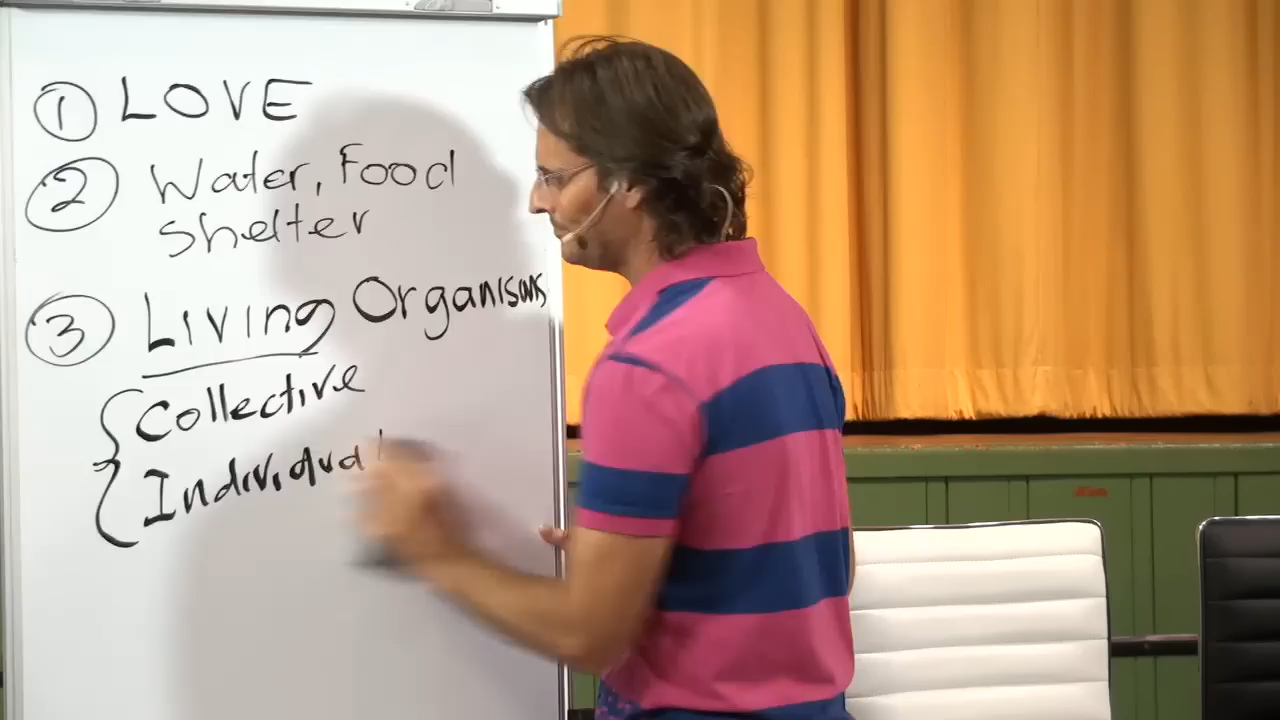 1 LOVE
2 Water, Food
shelter
3 Living Organisms
Collective
Individual